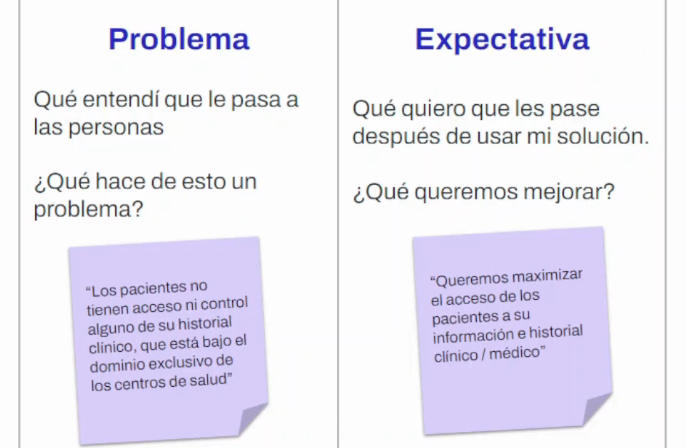 Problema
Qué entendí que le pasa a
las personas
¿Qué hace de esto un
problema?
“Los pacientes no
tienen acceso ni control
alguno de su historial
clínico, que está bajo el
dominio exclusivo de
los centros de salud”
Expectativa
Qué quiero que les pase
después de usar mi solución.
¿Qué queremos mejorar?
“Queremos maximizar
el acceso de los
pacientes a su
información e historial
clínico / médico”